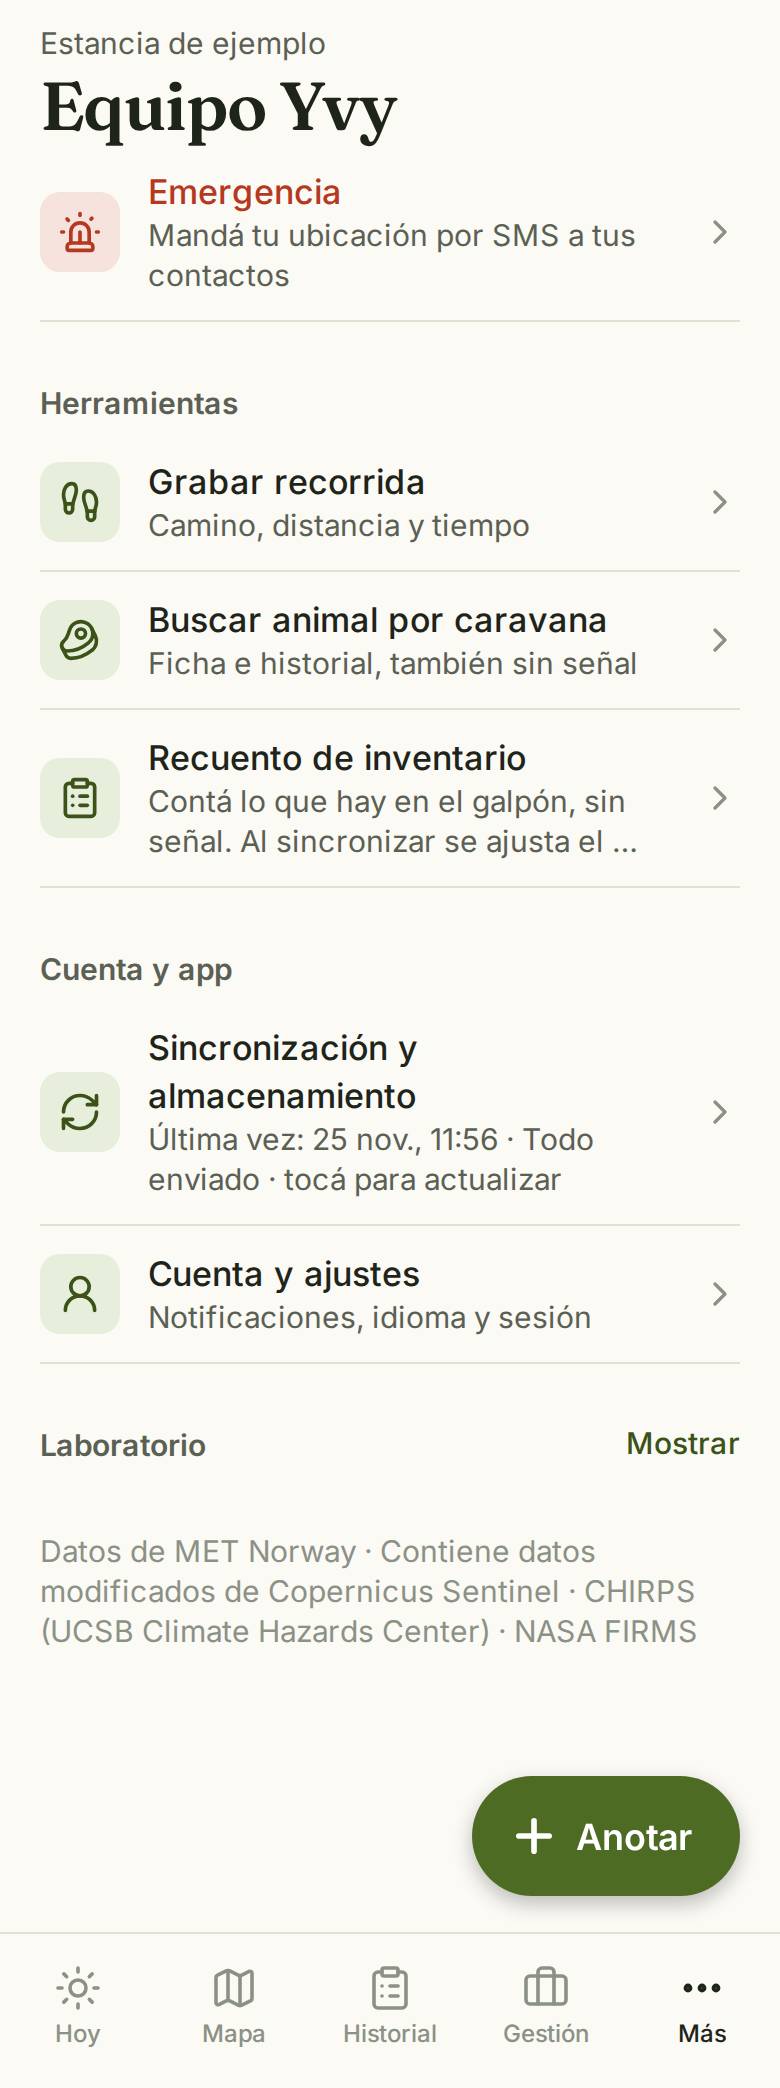 Estancia de ejemplo
Equipo Yvy
Emergencia
Mandá tu ubicación por SMS a tus
contactos
Herramientas
Grabar recorrida
Camino, distancia y tiempo
Buscar animal por caravana
Ficha e historial, también sin señal
Recuento de inventario
Contá lo que hay en el galpón, sin
señal. Al sincronizar se ajusta el ...
Cuenta y app
Sincronización y
almacenamiento
Última vez: 25 nov., 11:56 · Todo
enviado · tocá para actualizar
Cuenta y ajustes
Notificaciones, idioma y sesión
Laboratorio
Mostrar
Datos de MET Norway · Contiene datos
modificados de Copernicus Sentinel · CHIRPS
(UCSB Climate Hazards Center) · NASA FIRMS
Anotar
Hoy
Mapa
Historial
Gestión
Más